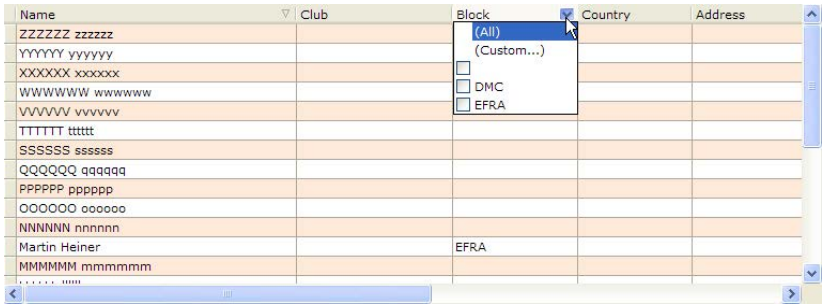 Name Club Block Country Address
ZZZZZZ zzzzzz (All)
YYYYYY yyyyyy (Custom...)
XXXXXX xxxxxx
WWWWWW wwwwww DMC
VVVVVV vvvvvv EFRA
TTTTTT tttttt
SSSSSS ssssss
QQQQQQ qqqqqq
PPPPPP pppppp
OOOOOO oooooo
NNNNNN nnnnnn
Martin Heiner EFRA
MMMMMM mmmmmm